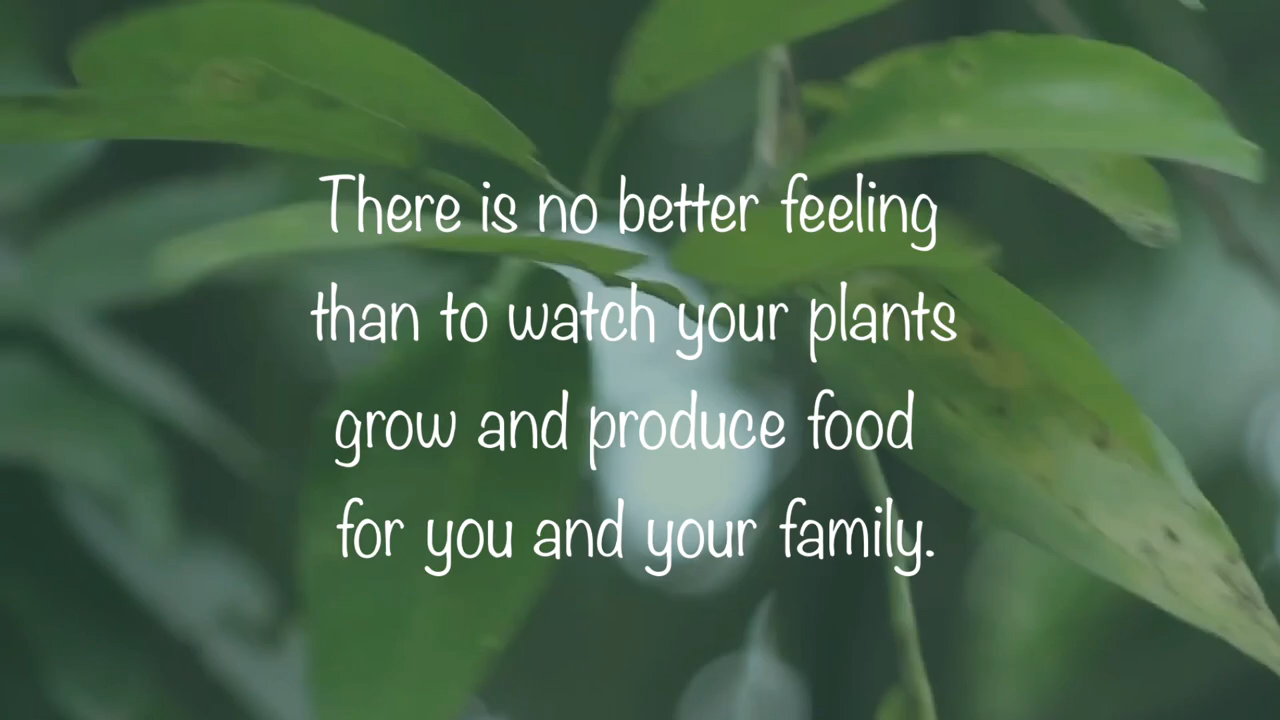 There is no better feeling
than to watch your plants
grow and produce food
for you and your family.